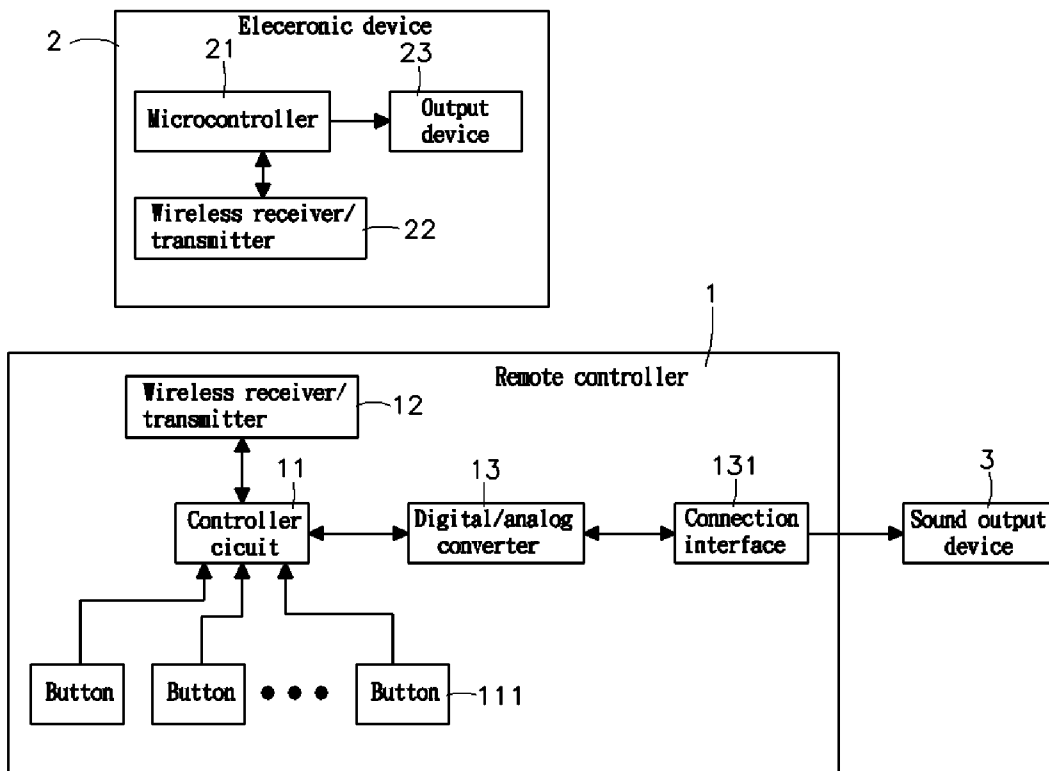 Eleceronic device
2
21
23
Microcontroller
Output
device
Wireless receiver/
transmitter
22
1
Remote controller
Wireless receiver/
transmitter
12
11
13
131
3
Controller
cicuit
Digital/analog
converter
Connection
interface
Sound output
device
Button
Button
Button
111